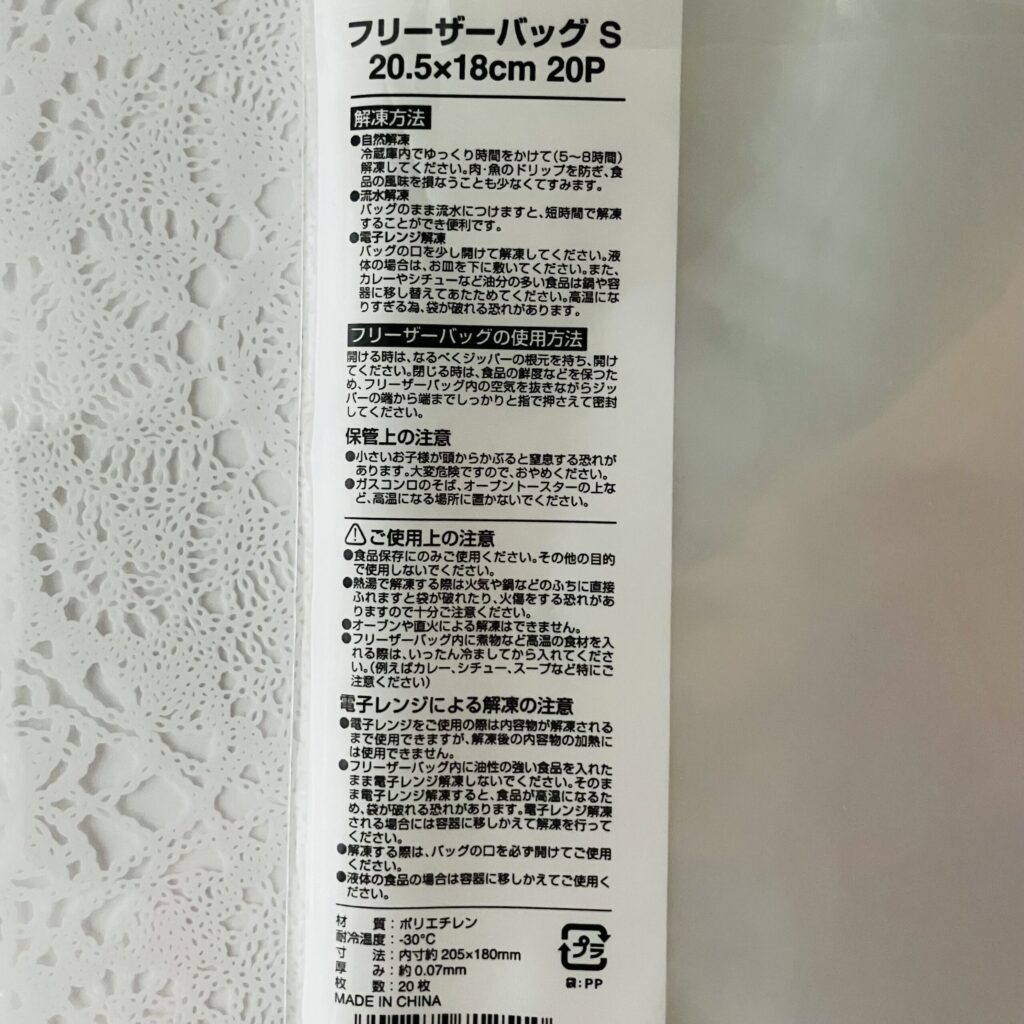 フリーザーバッグ S
20.5×18cm 20P
解凍方法
●自然解凍
冷蔵庫内でゆっくり時間をかけて(5～8時間)
解凍してください。肉・魚のドリップを防ぎ、食
品の風味を損なうことも少なくてすみます。
●流水解凍
バッグのまま流水につけますと、短時間で解凍
することができ便利です。
●電子レンジ解凍
バッグの口を少し開けて解凍してください。液
体の場合は、お皿を下に敷いてください。また、
カレーやシチューなど油分の多い食品は鍋や容
器に移し替えてあたためてください。高温にな
りすぎる為、袋が破れる恐れがあります。
フリーザーバッグの使用方法
開ける時は、なるべくジッパーの根元を持ち、開け
てください。閉じる時は、食品の鮮度などを保つた
め、フリーザーバッグ内の空気を抜きながらジッ
パーの端から端までしっかりと指で押さえて密封
してください。
保管上の注意
●小さいお子様が頭からかぶると窒息する恐れが
あります。大変危険ですので、おやめください。
●ガスコンロのそば、オーブントースターの上な
ど、高温になる場所に置かないでください。
⚠ご使用上の注意
●食品保存にのみご使用ください。その他の目的
で使用しないでください。
●熱湯で解凍する際は火気や鍋などのふちに直接
ふれますと袋が破れたり、火傷をする恐れがあ
りますので十分ご注意ください。
●オーブンや直火による解凍はできません。
●フリーザーバッグ内に煮物など高温の食材を入
れる際は、いったん冷ましてから入れてくださ
い。(例えばカレー、シチュー、スープなど特にご
注意ください)
電子レンジによる解凍の注意
●電子レンジをご使用の際は内容物が解凍される
まで使用できますが、解凍後の内容物の加熱に
は使用できません。
●フリーザーバッグ内に油性の強い食品を入れた
まま電子レンジ解凍しないでください。そのま
ま電子レンジ解凍すると、食品が高温になるた
め、袋が破れる恐れがあります。電子レンジ解凍
される場合には容器に移しかえて解凍を行って
ください。
●解凍する際は、バッグの口を必ず開けてご使用
ください。
●液体の食品の場合は容器に移しかえてご使用く
ださい。
材質：ポリエチレン
耐冷温度：-30℃
寸法：内寸約 205×180mm
厚み：約 0.07mm
枚数：20 枚
MADE IN CHINA
プラ
袋：PP